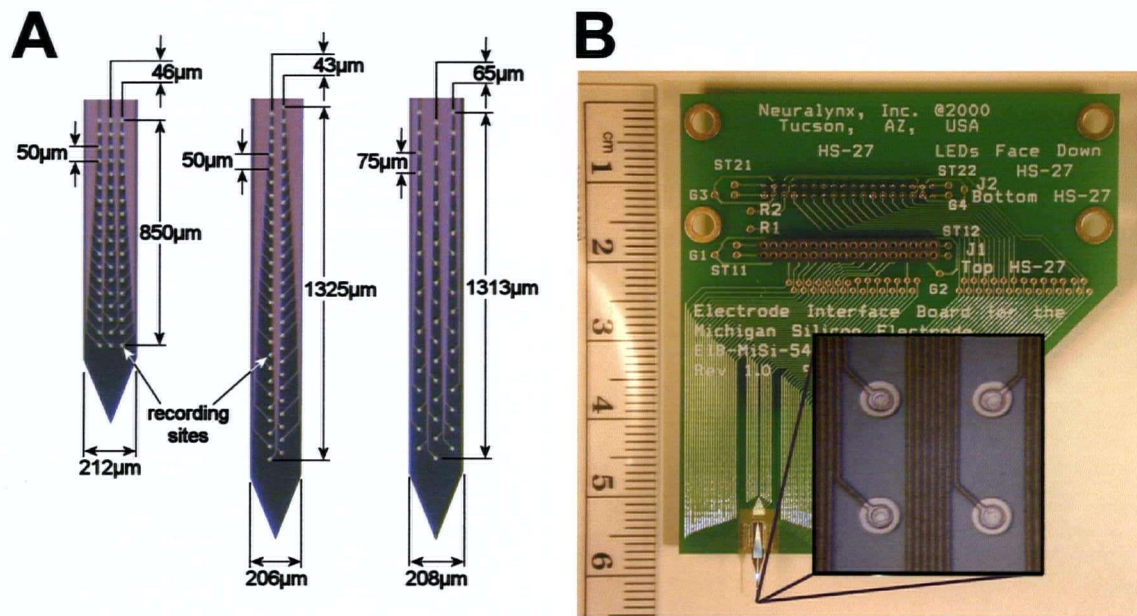 A
46µm
50µm
850µm
212µm
recording
sites
43µm
50µm
1325µm
206µm
65µm
75µm
1313µm
208µm
B
cm
1
2
3
4
5
6
Neuralynx, Inc. @2000
Tucson, AZ, USA
HS-27 LEDs Face Down
ST21 ST22 HS-27
G3 J2
G4 Bottom HS-27
R2
R1
ST12
G1 J1
ST11 Top HS-27
G2
Electrode Interface Board for the
Michigan Silicon Electrode
EIB-MiSi-54
Rev 1.0